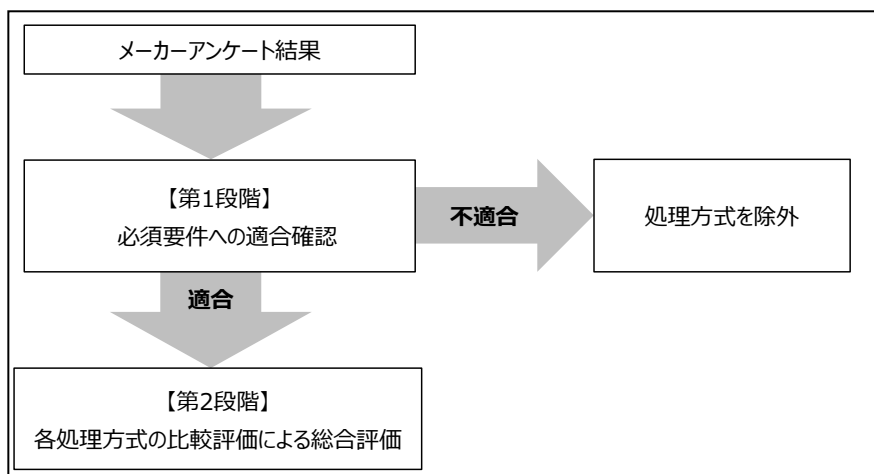 メーカーアンケート結果
【第1段階】
必須要件への適合確認
不適合
処理方式を除外
適合
【第2段階】
各処理方式の比較評価による総合評価